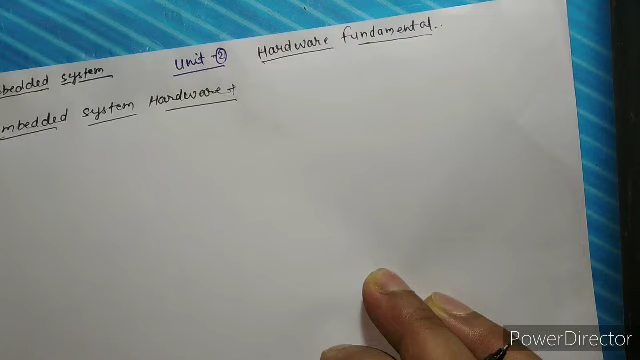 mbedded system Unit-② Hardware fundamental..
mbedded system Hardware :-
PowerDirector